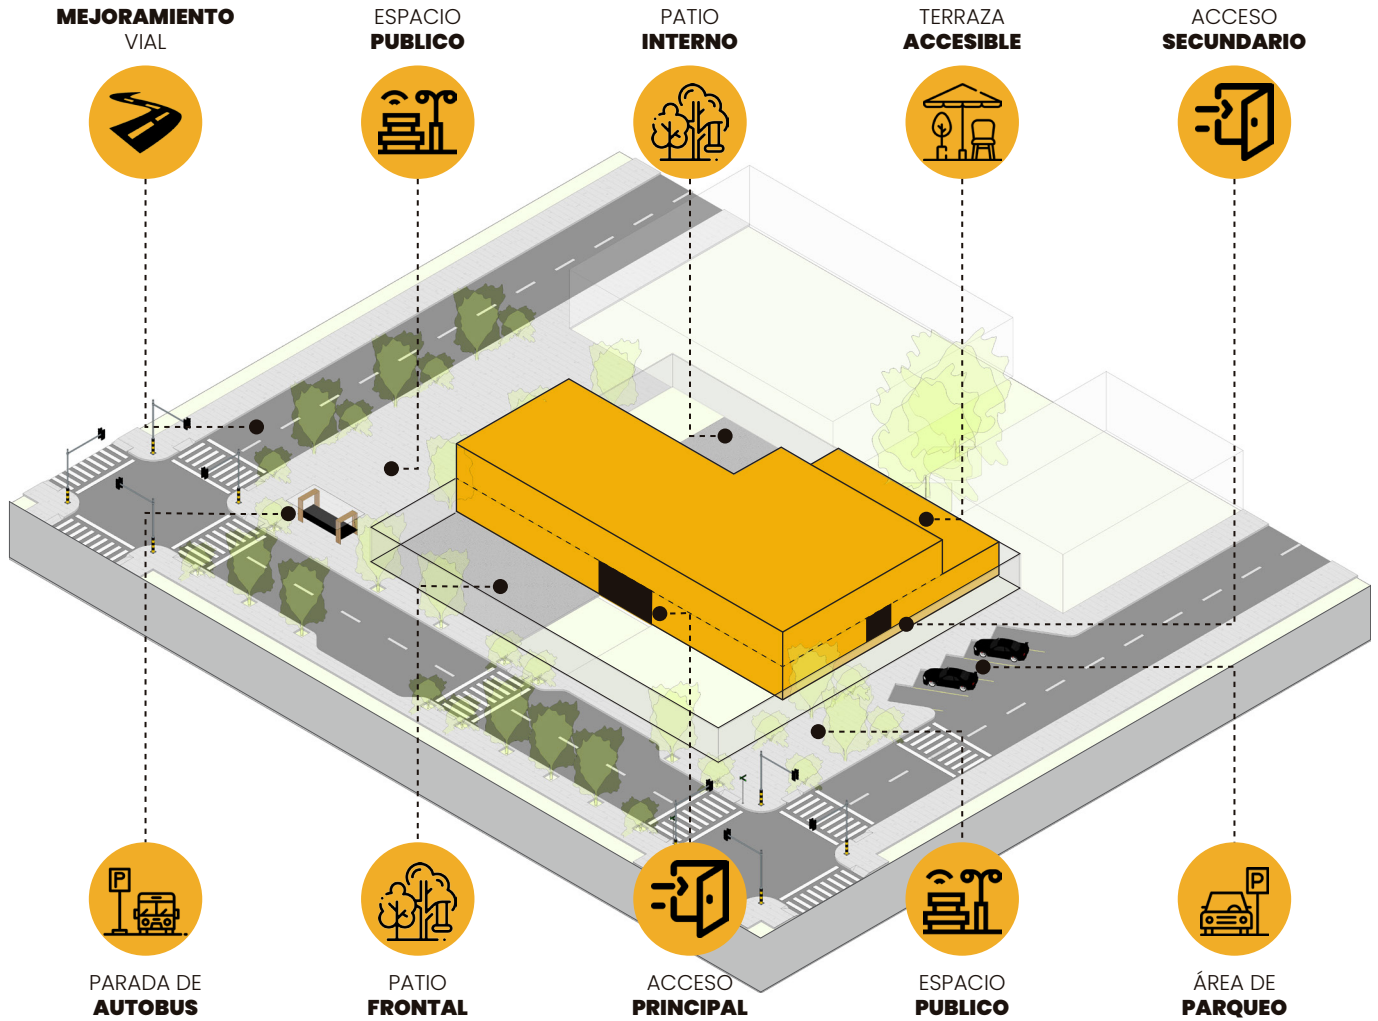 MEJORAMIENTO
VIAL
ESPACIO
PUBLICO
PATIO
INTERNO
TERRAZA
ACCESIBLE
ACCESO
SECUNDARIO
P
P
PARADA DE
AUTOBUS
PATIO
FRONTAL
ACCESO
PRINCIPAL
ESPACIO
PUBLICO
ÁREA DE
PARQUEO